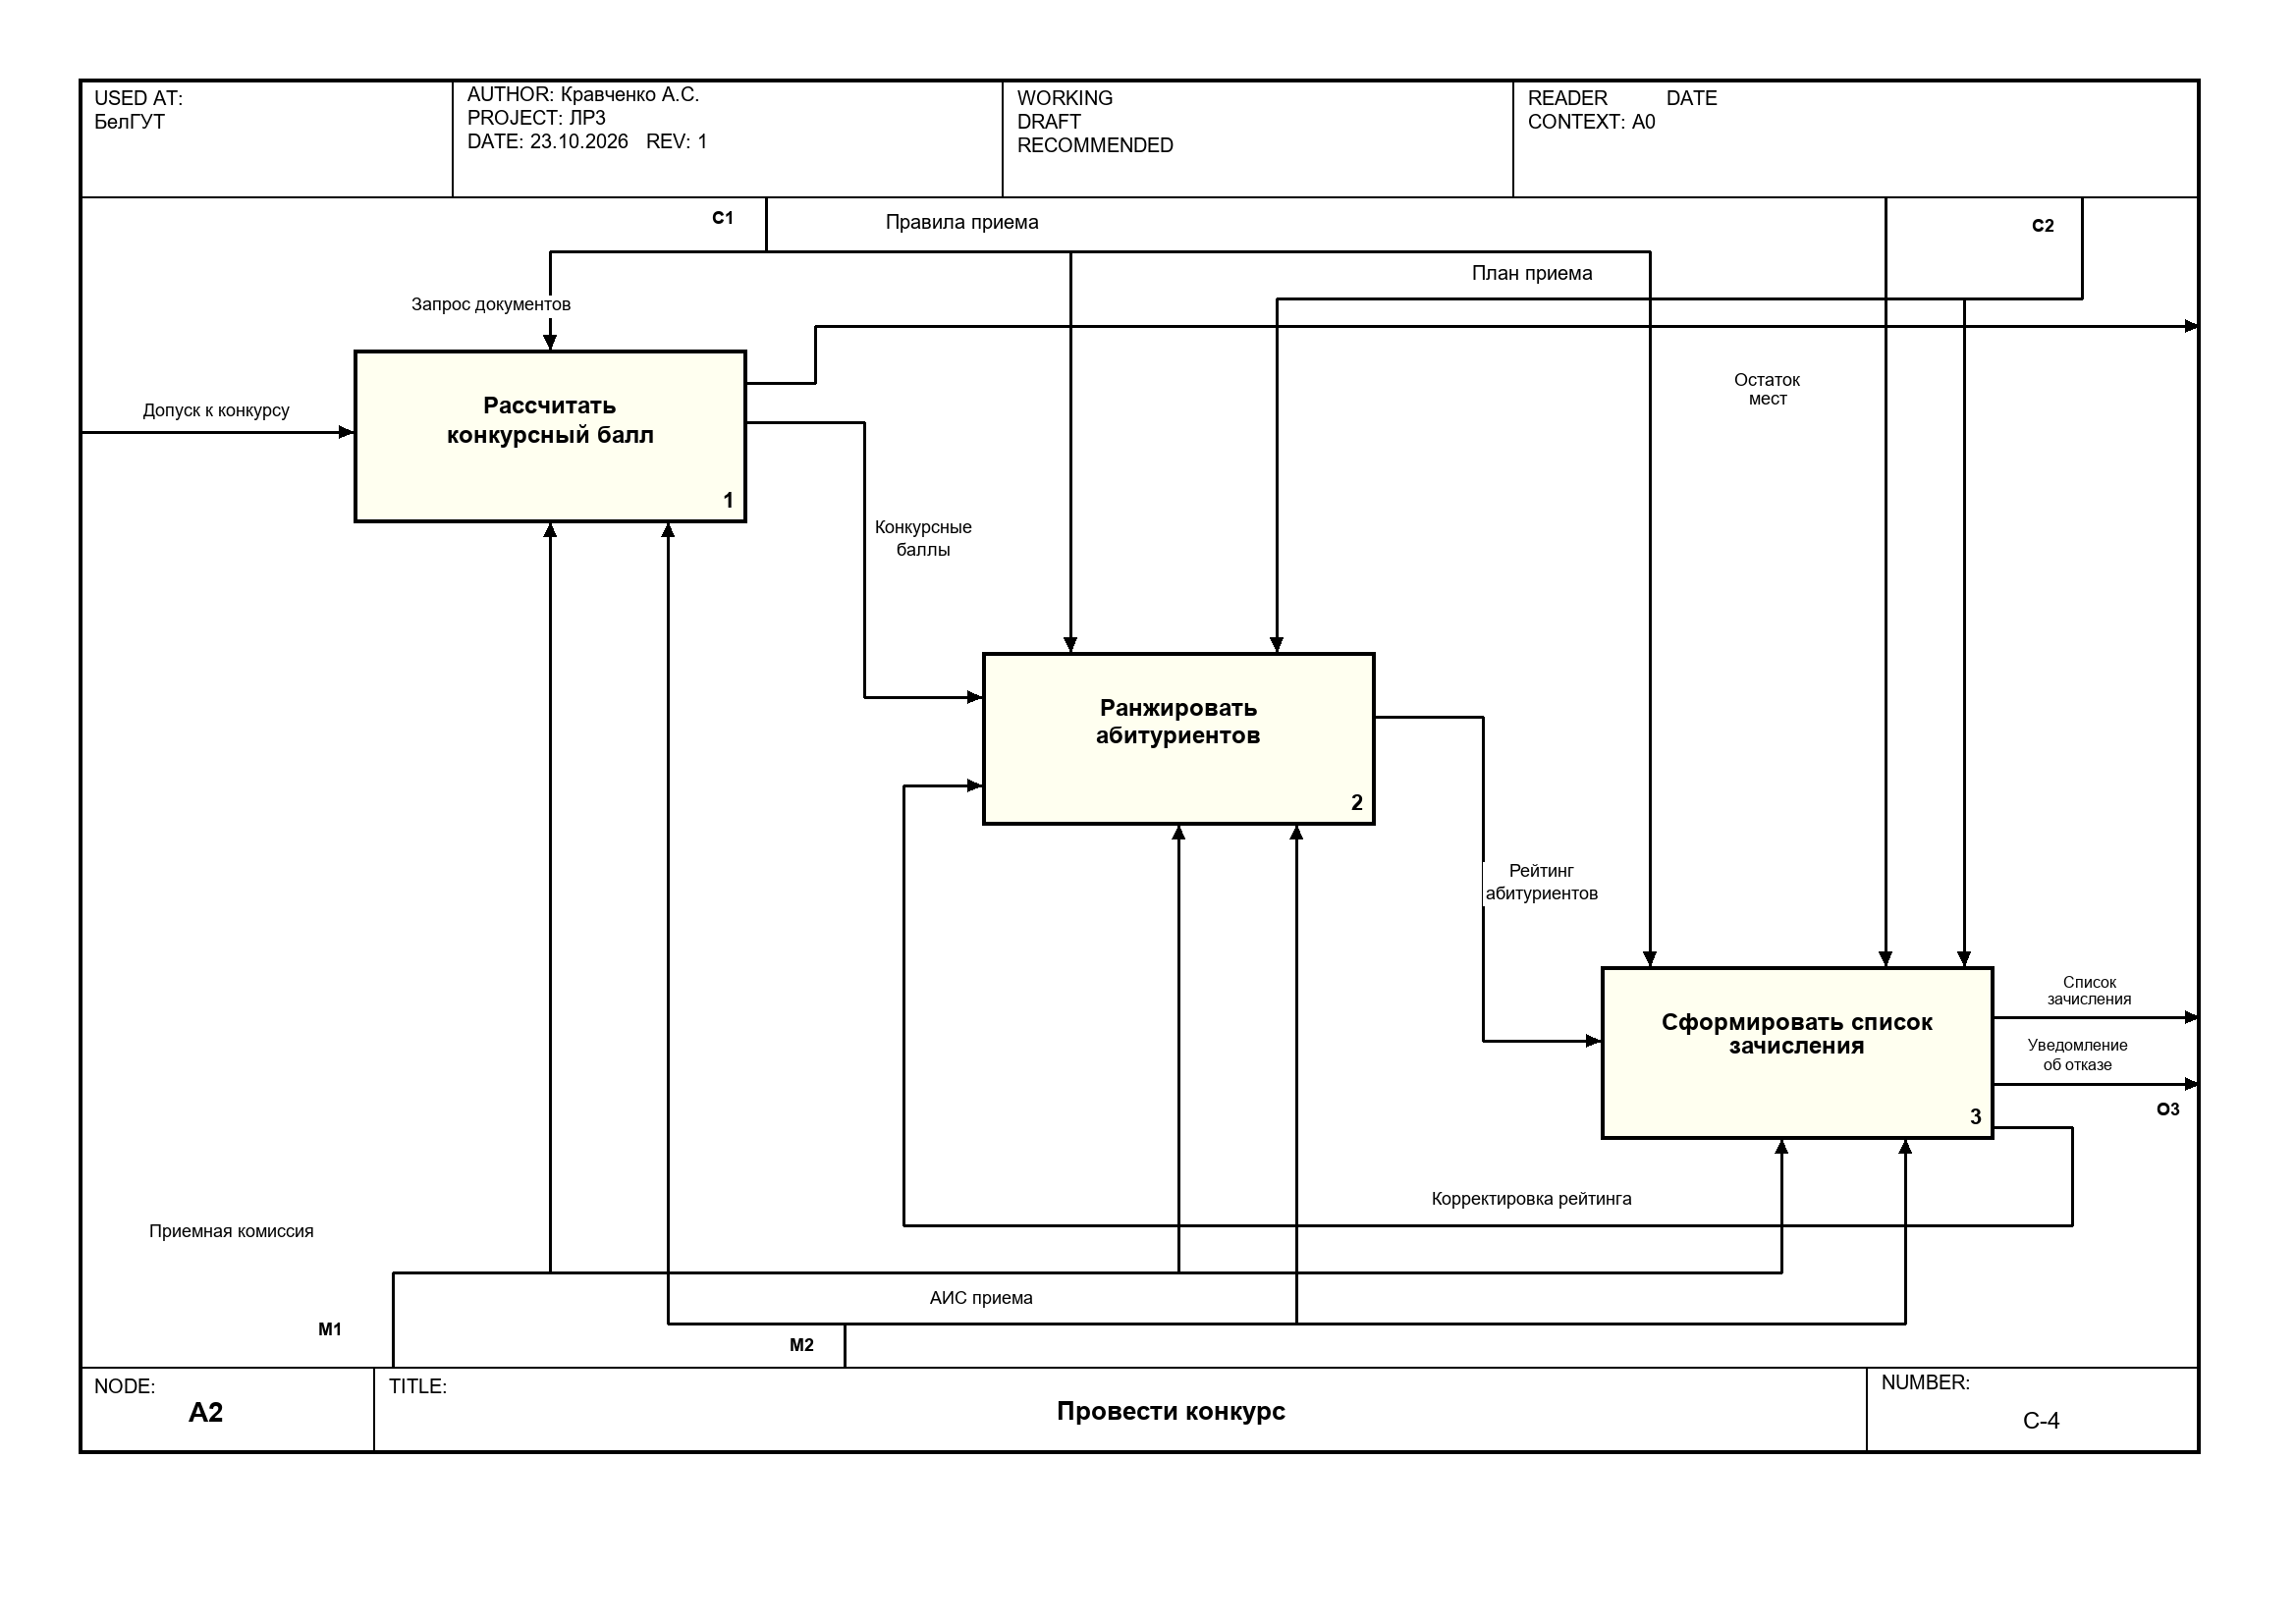 USED AT:
БелГУТ
AUTHOR: Кравченко А.С.
PROJECT: ЛР3
DATE: 23.10.2026 REV: 1
WORKING
DRAFT
RECOMMENDED
READER DATE
CONTEXT: A0
C1
Правила приема
C2
План приема
Запрос документов
Остаток
мест
Допуск к конкурсу
Рассчитать
конкурсный балл
1
Конкурсные
баллы
Ранжировать
абитуриентов
2
Рейтинг
абитуриентов
Сформировать список
зачисления
3
Список
зачисления
Уведомление
об отказе
O3
Корректировка рейтинга
Приемная комиссия
АИС приема
M1
M2
NODE:
A2
TITLE:
Провести конкурс
NUMBER:
C-4